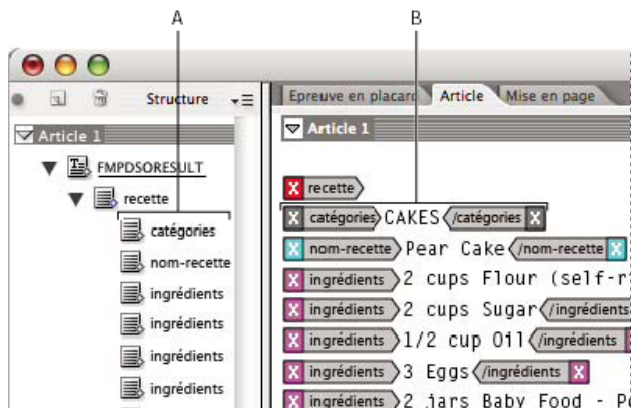 A
B
Structure
Epreuve en placard Article Mise en page
Article 1
FMPDSORESULT
recette
catégories
nom-recette
ingrédients
ingrédients
ingrédients
ingrédients
Article 1
X recette
X catégories CAKES /catégories X
X nom-recette Pear Cake /nom-recette X
X ingrédients 2 cups Flour (self-r
X ingrédients 2 cups Sugar /ingrédients
X ingrédients 1/2 cup Oil /ingrédients
X ingrédients 3 Eggs /ingrédients X
X ingrédients 2 jars Baby Food - Pe